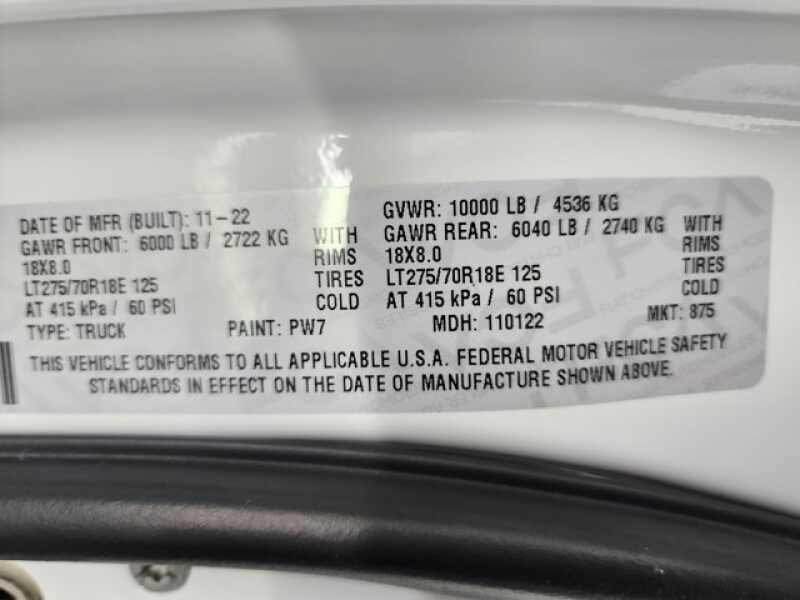 DATE OF MFR (BUILT): 11-22 GVWR: 10000 LB / 4536 KG
GAWR FRONT: 6000 LB / 2722 KG WITH GAWR REAR: 6040 LB / 2740 KG WITH
18X8.0 RIMS 18X8.0 RIMS
LT275/70R18E 125 TIRES LT275/70R18E 125 TIRES
AT 415 kPa / 60 PSI COLD AT 415 kPa / 60 PSI COLD
TYPE: TRUCK PAINT: PW7 MDH: 110122 MKT: 875
THIS VEHICLE CONFORMS TO ALL APPLICABLE U.S.A. FEDERAL MOTOR VEHICLE SAFETY
STANDARDS IN EFFECT ON THE DATE OF MANUFACTURE SHOWN ABOVE.